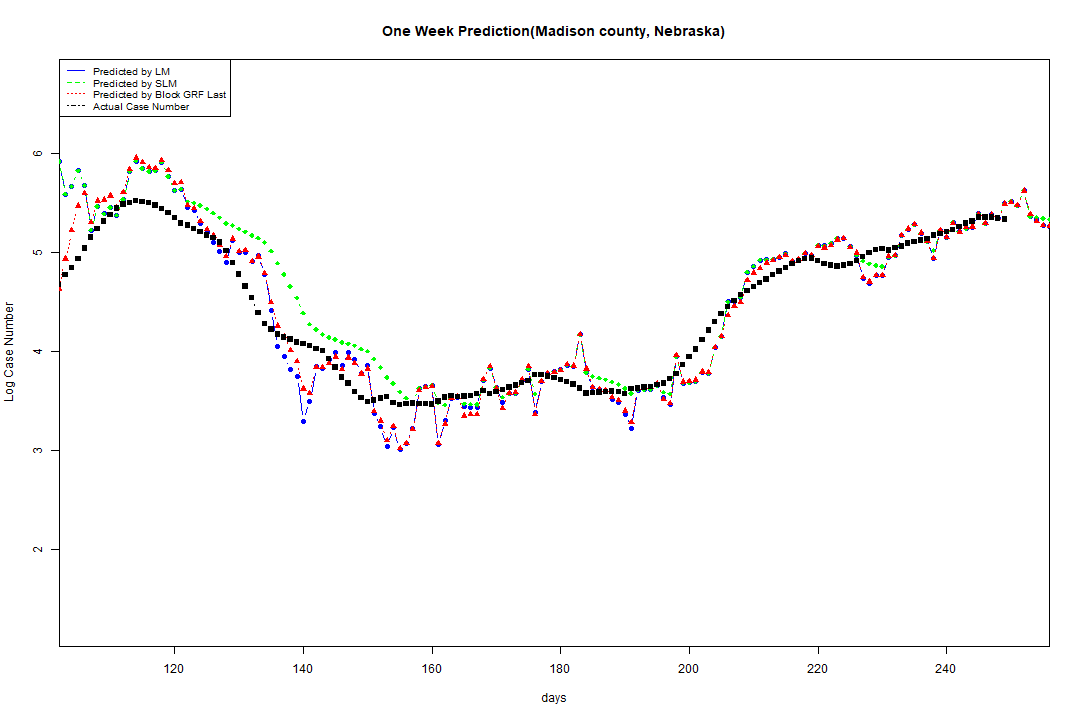 One Week Prediction(Madison county, Nebraska)
Predicted by LM
Predicted by SLM
Predicted by Block GRF Last
Actual Case Number
6
5
4
3
2
Log Case Number
120 140 160 180 200 220 240
days